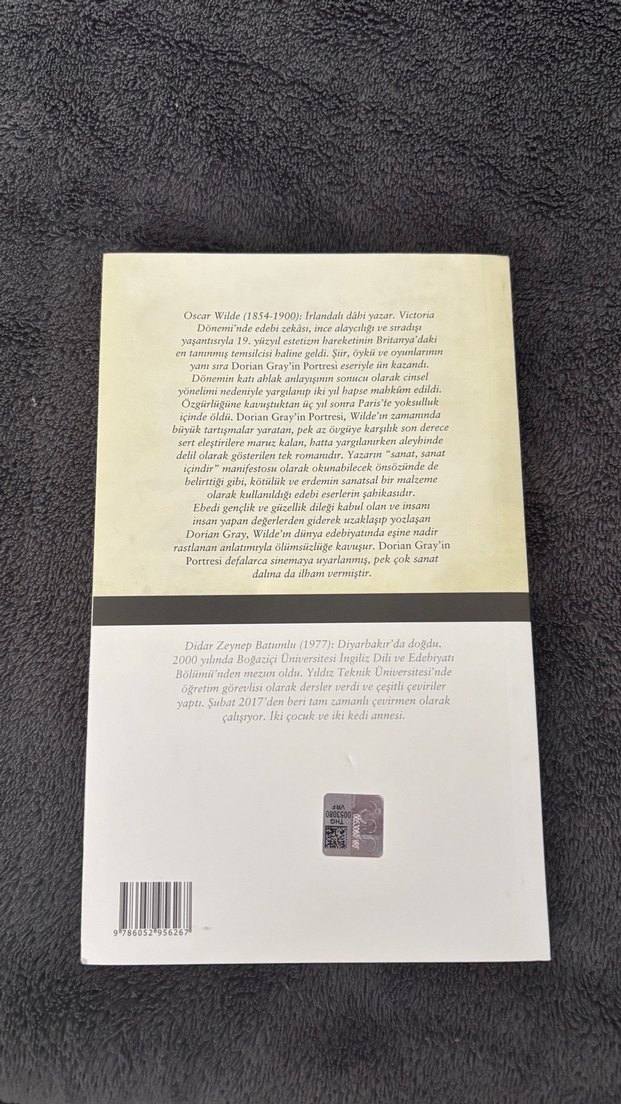 Oscar Wilde (1854-1900): İrlandalı dâhi yazar. Victoria
Dönemi'nde edebi zekâsı, ince alaycılığı ve sıradışı
yaşantısıyla 19. yüzyıl estetizm hareketinin Britanya'daki
en tanınmış temsilcisi haline geldi. Şiir, öykü ve oyunlarının
yanı sıra Dorian Gray'in Portresi eseriyle ün kazandı.
Dönemin katı ahlak anlayışının sonucu olarak cinsel
yönelimi nedeniyle yargılanıp iki yıl hapse mahkûm edildi.
Özgürlüğüne kavuştuktan üç yıl sonra Paris'te yoksulluk
içinde öldü. Dorian Gray'in Portresi, Wilde'ın zamanında
büyük tartışmalar yaratan, pek az övgüye karşılık son derece
sert eleştirilere maruz kalan, hatta yargılanırken aleyhinde
delil olarak gösterilen tek romanıdır. Yazarın "sanat, sanat
içindir" manifestosu olarak okunabilecek önsözünde de
belirttiği gibi, kötülük ve erdemin sanatsal bir malzeme
olarak kullanıldığı edebi eserlerin şahikasıdır.
Ebedi gençlik ve güzellik dileği kabul olan ve insanı
insan yapan değerlerden giderek uzaklaşıp yozlaşan
Dorian Gray, Wilde'ın dünya edebiyatında eşine nadir
rastlanan anlatımıyla ölümsüzlüğe kavuşur. Dorian Gray'in
Portresi defalarca sinemaya uyarlanmış, pek çok sanat
dalına da ilham vermiştir.
Didar Zeynep Batumlu (1977): Diyarbakır'da doğdu.
2000 yılında Boğaziçi Üniversitesi İngiliz Dili ve Edebiyatı
Bölümü'nden mezun oldu. Yıldız Teknik Üniversitesi'nde
öğretim görevlisi olarak dersler verdi ve çeşitli çeviriler
yaptı. Şubat 2017'den beri tam zamanlı çevirmen olarak
çalışıyor. İki çocuk ve iki kedi annesi.
THG
0053080
VRF
0053080 VRF
9 786052 956267